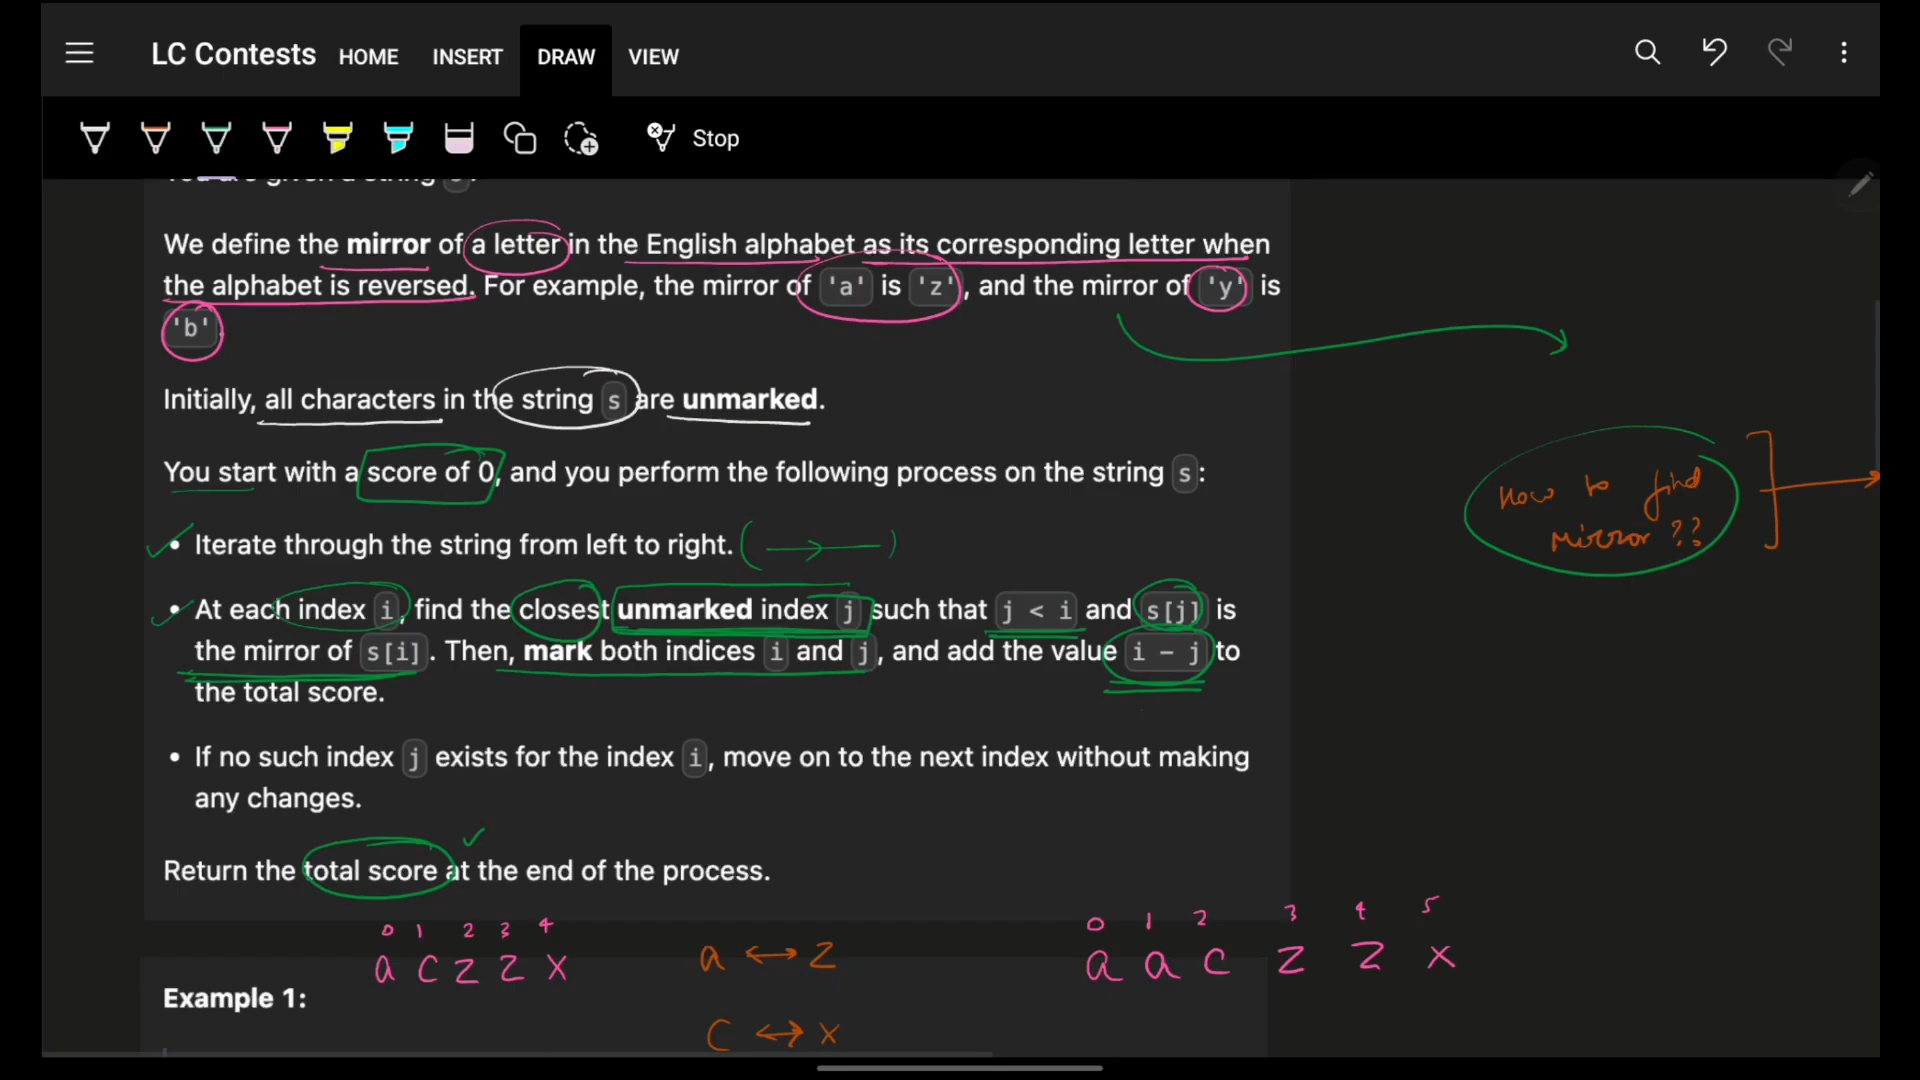 LC Contests HOME INSERT DRAW VIEW
Stop
You are given a string s.
We define the mirror of a letter in the English alphabet as its corresponding letter when
the alphabet is reversed. For example, the mirror of 'a' is 'z', and the mirror of 'y' is
'b'
Initially, all characters in the string s are unmarked.
You start with a score of 0, and you perform the following process on the string s:
How to find
Mirror ??
• Iterate through the string from left to right.
• At each index i, find the closest unmarked index j such that j < i and s[j] is
the mirror of s[i]. Then, mark both indices i and j, and add the value i - j to
the total score.
• If no such index j exists for the index i, move on to the next index without making
any changes.
Return the total score at the end of the process.
0 1 2 3 4
a c z z x
a ↔ z
0 1 2 3 4 5
a a c z z x
Example 1:
c ↔ x